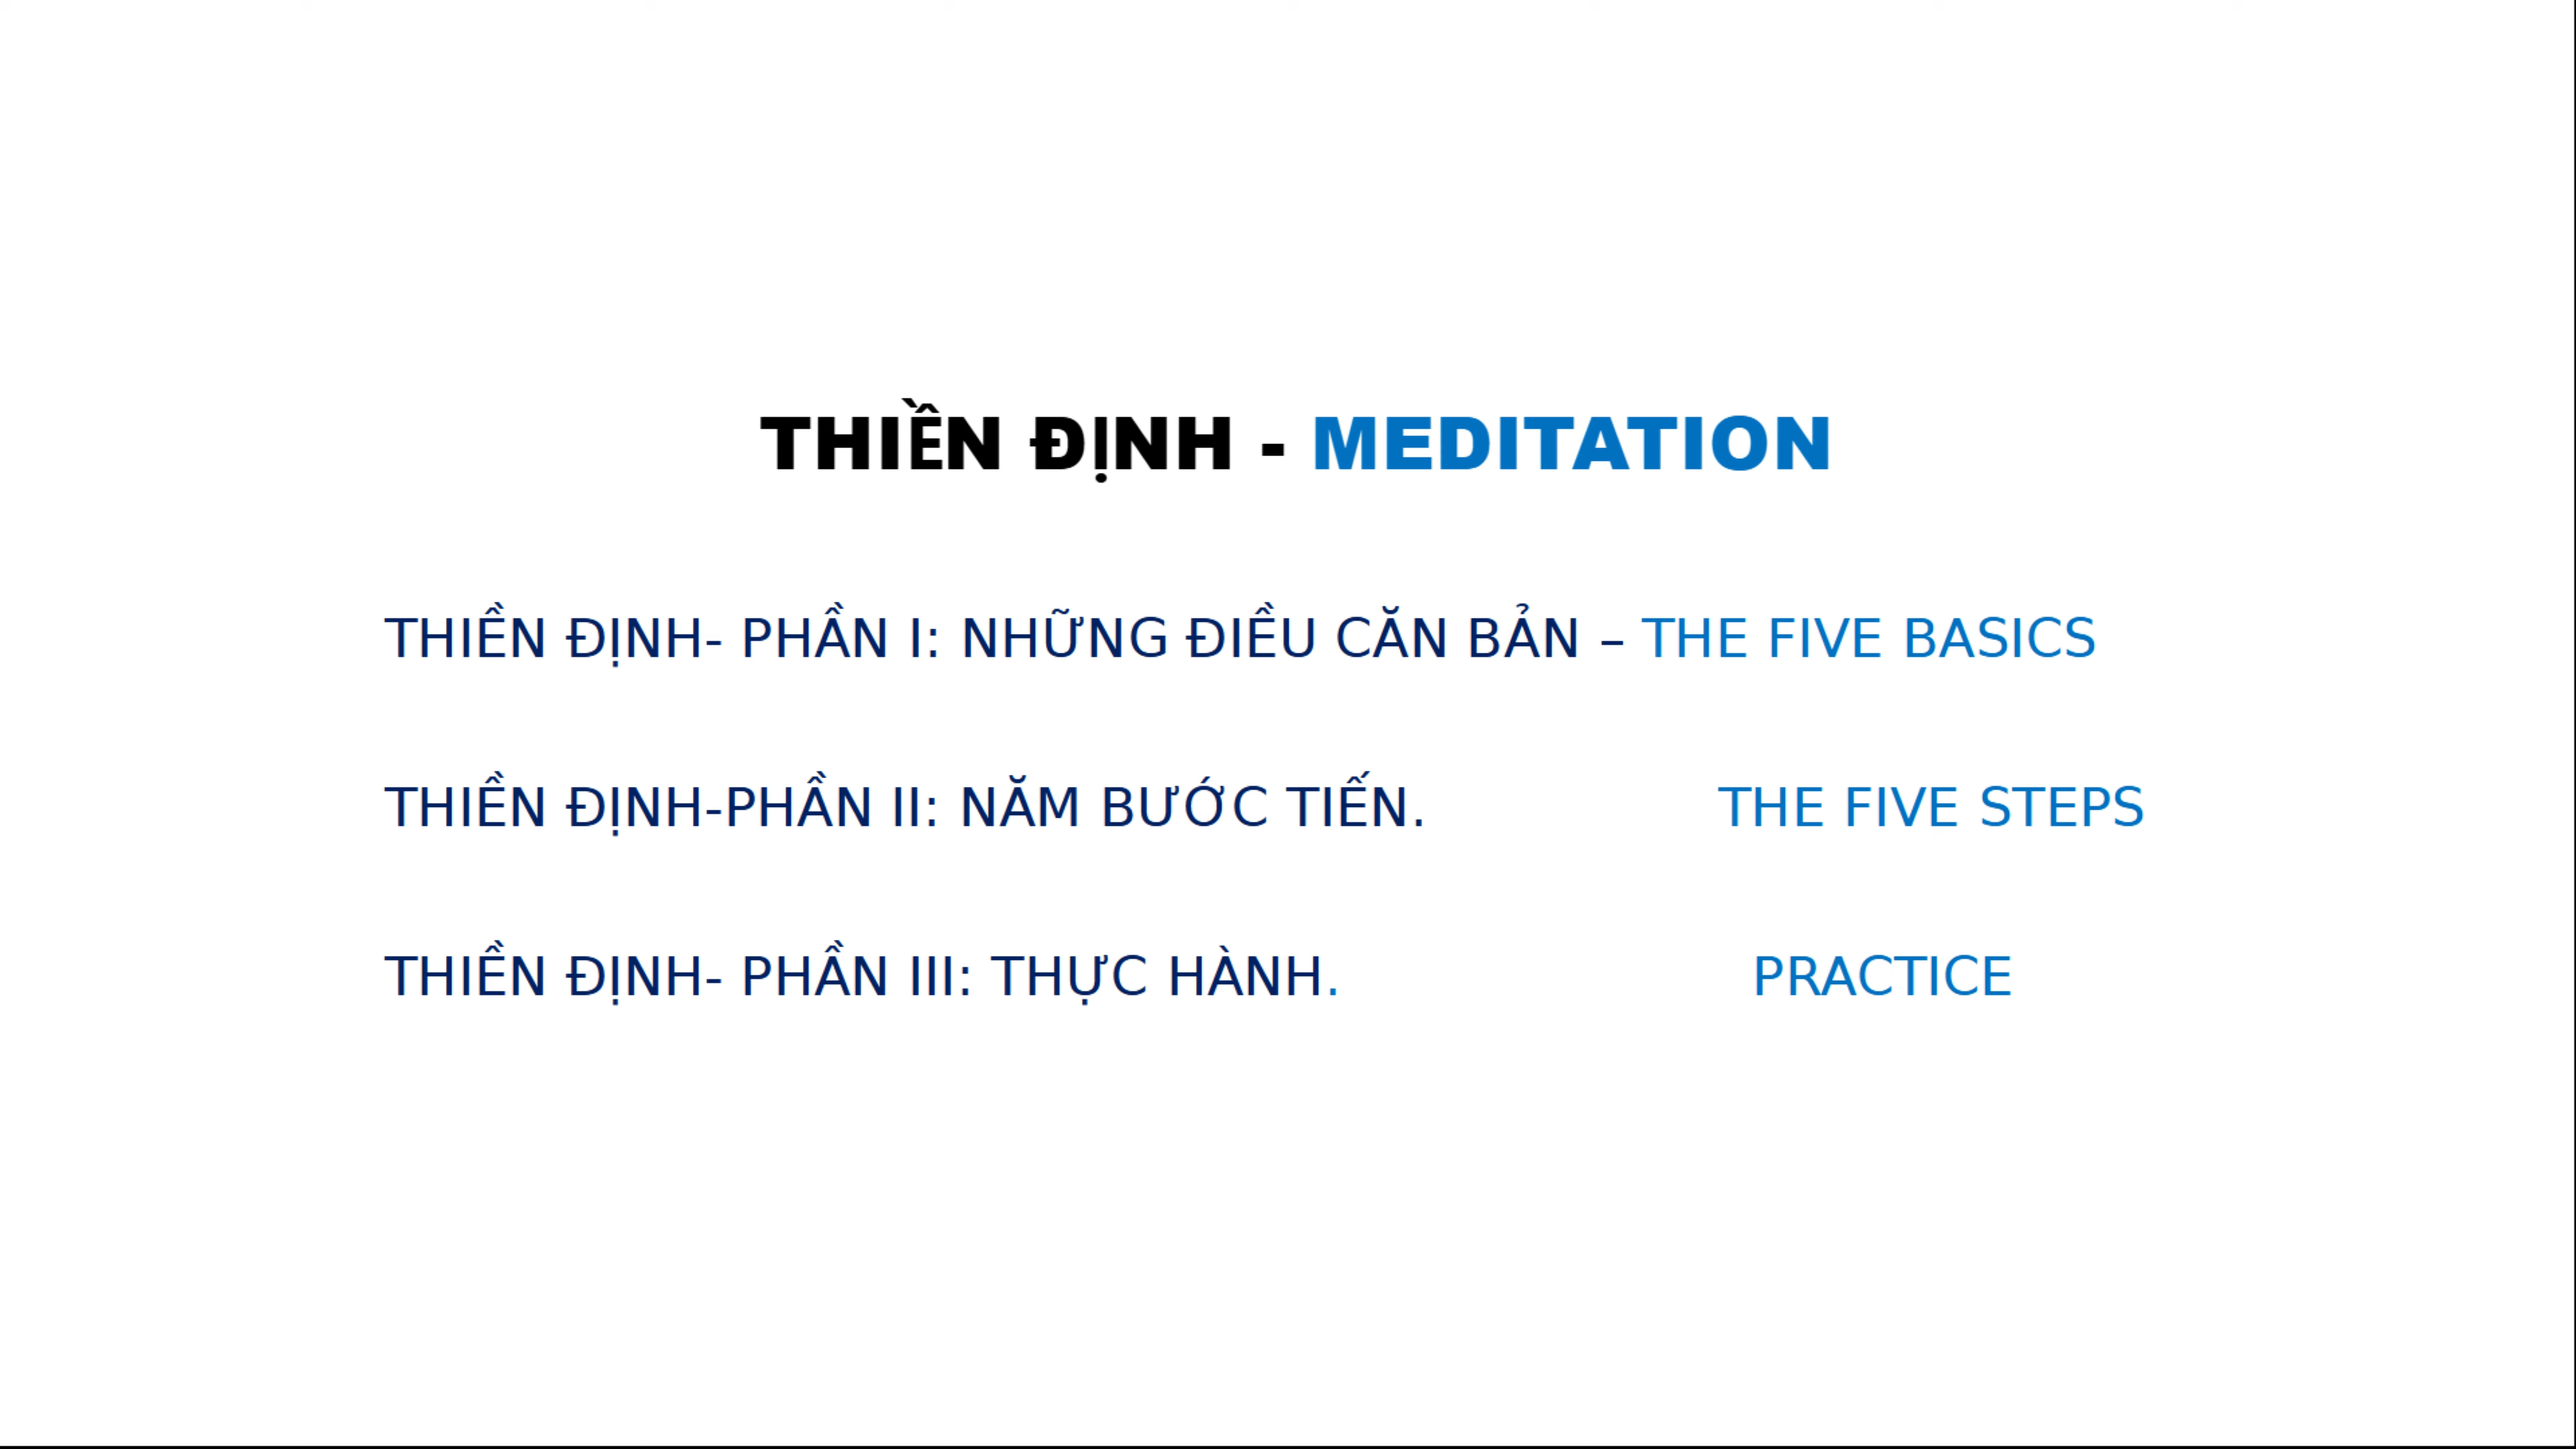 THIỀN ĐỊNH - MEDITATION
THIỀN ĐỊNH- PHẦN I: NHỮNG ĐIỀU CĂN BẢN – THE FIVE BASICS
THIỀN ĐỊNH-PHẦN II: NĂM BƯỚC TIẾN. THE FIVE STEPS
THIỀN ĐỊNH- PHẦN III: THỰC HÀNH. PRACTICE